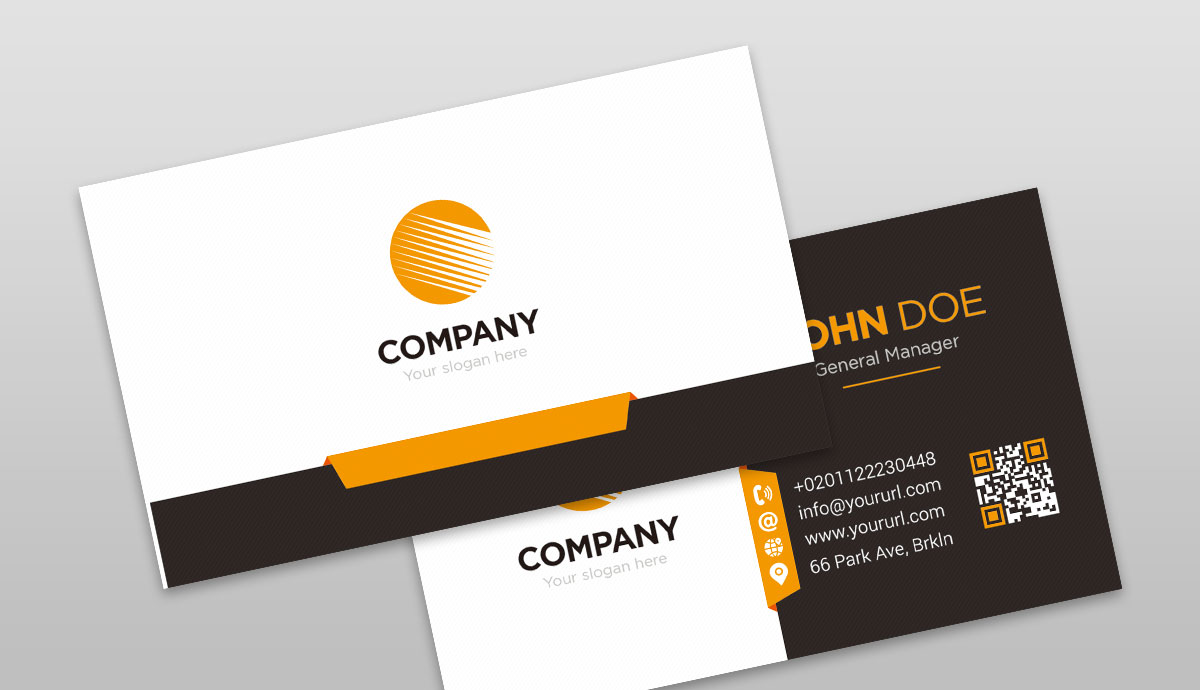 COMPANY
Your slogan here
OHN DOE
General Manager
+0201122230448
info@yoururl.com
www.yoururl.com
66 Park Ave, Brkln
COMPANY
Your slogan here